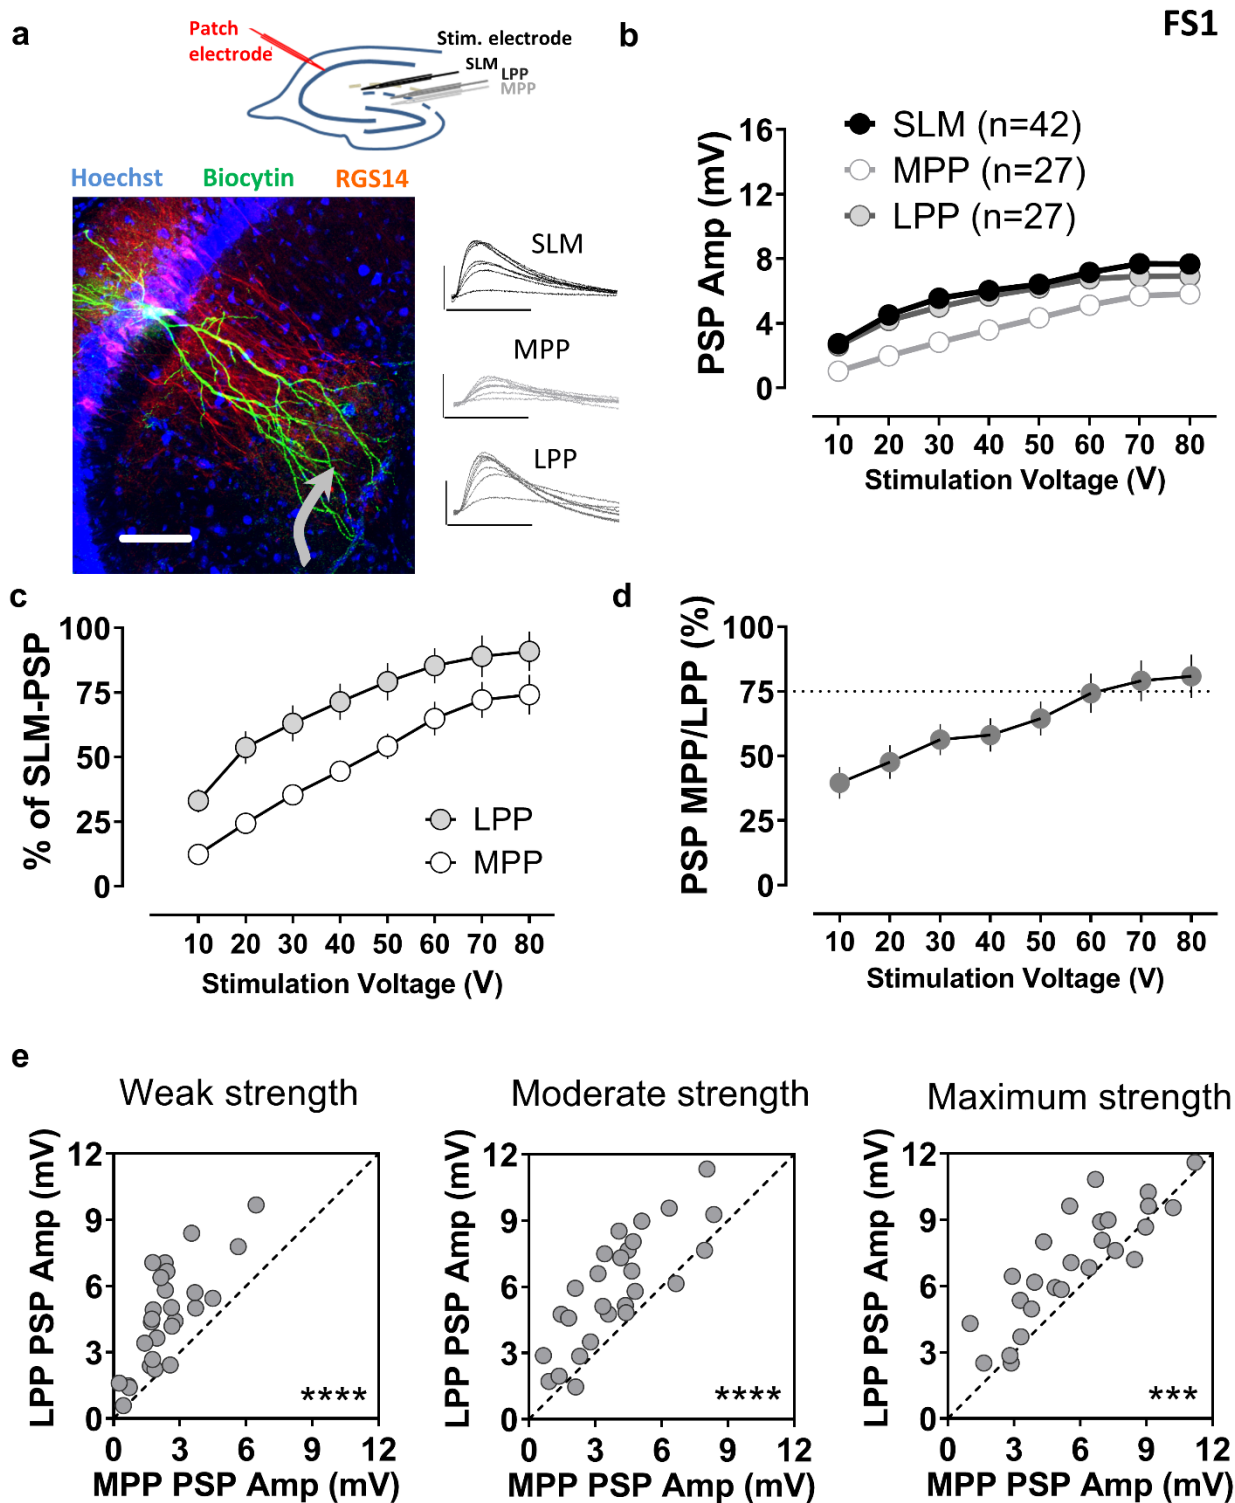 FS1
a
Patch
electrode
Stim. electrode
SLM
LPP
MPP
Hoechst Biocytin RGS14
SLM
MPP
LPP
b
PSP Amp (mV)
16
12
8
4
0
SLM (n=42)
MPP (n=27)
LPP (n=27)
10 20 30 40 50 60 70 80
Stimulation Voltage (V)
c
% of SLM-PSP
100
75
50
25
0
LPP
MPP
10 20 30 40 50 60 70 80
Stimulation Voltage (V)
d
PSP MPP/LPP (%)
100
75
50
25
0
10 20 30 40 50 60 70 80
Stimulation Voltage (V)
e
Weak strength
LPP PSP Amp (mV)
12
9
6
3
0
****
0 3 6 9 12
MPP PSP Amp (mV)
Moderate strength
LPP PSP Amp (mV)
12
9
6
3
0
****
0 3 6 9 12
MPP PSP Amp (mV)
Maximum strength
LPP PSP Amp (mV)
12
9
6
3
0
***
0 3 6 9 12
MPP PSP Amp (mV)